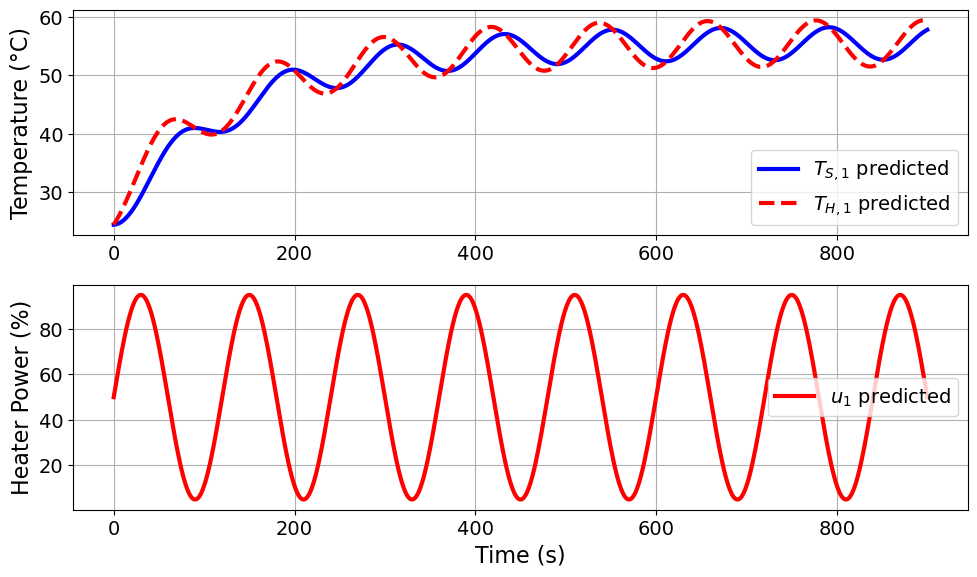 Temperature (°C)
60
50
40
30
T_{S,1} predicted
T_{H,1} predicted
0 200 400 600 800
Heater Power (%)
80
60
40
20
u_1 predicted
0 200 400 600 800
Time (s)